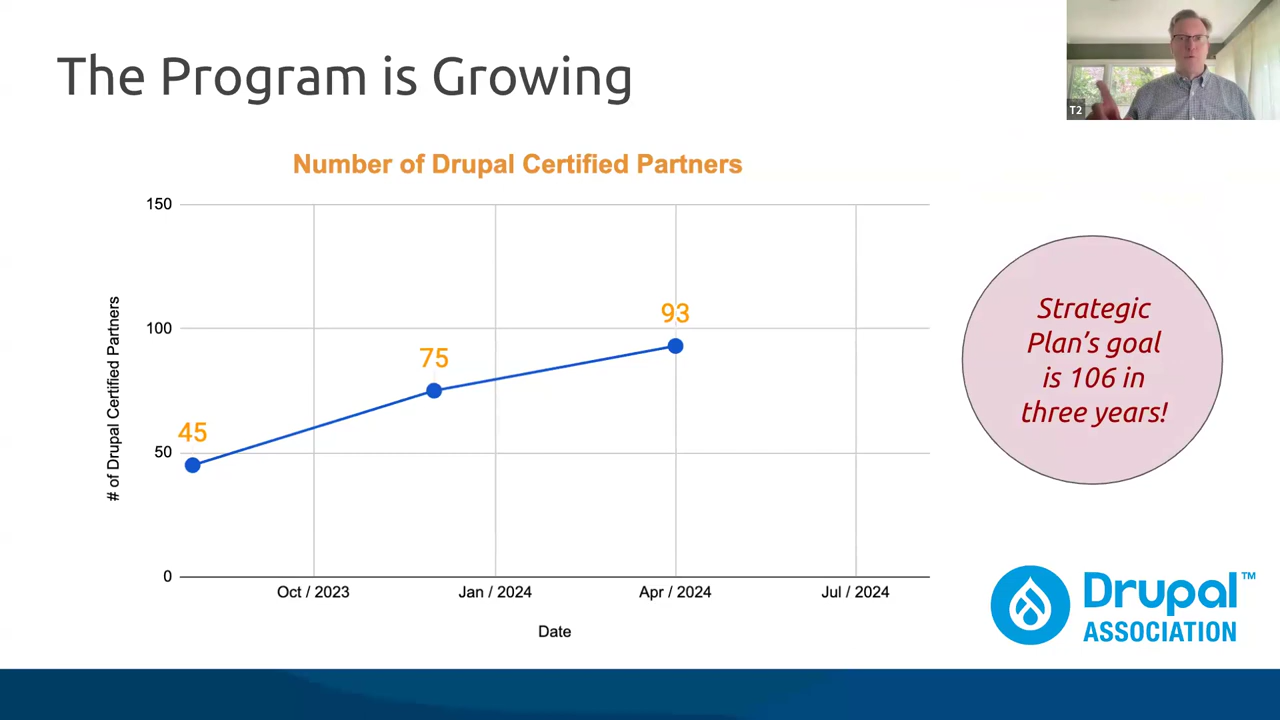 The Program is Growing
T2
Number of Drupal Certified Partners
150
100
50
0
# of Drupal Certified Partners
45
75
93
Oct / 2023
Jan / 2024
Apr / 2024
Jul / 2024
Date
Strategic
Plan's goal
is 106 in
three years!
Drupal™
ASSOCIATION